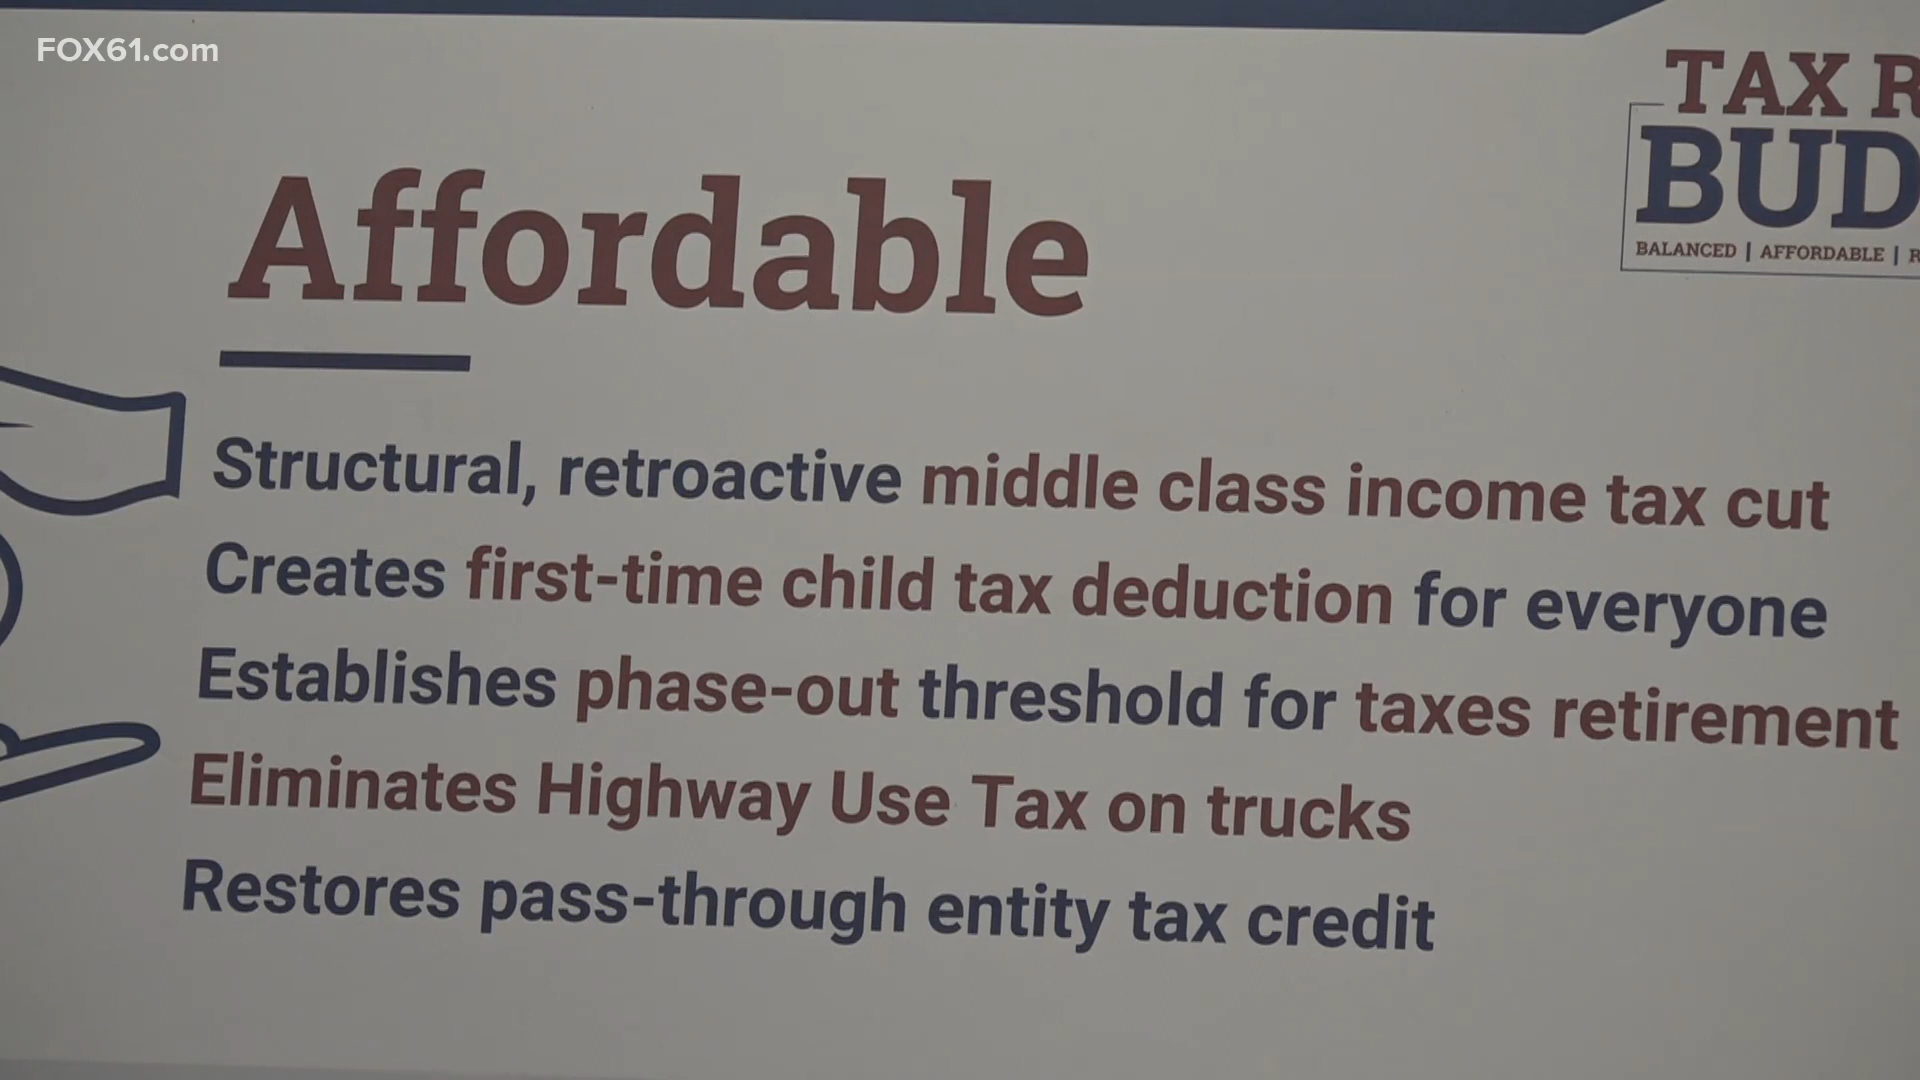 FOX61.com
TAX R
BUD
BALANCED | AFFORDABLE | R
Affordable
Structural, retroactive middle class income tax cut
Creates first-time child tax deduction for everyone
Establishes phase-out threshold for taxes retirement
Eliminates Highway Use Tax on trucks
Restores pass-through entity tax credit